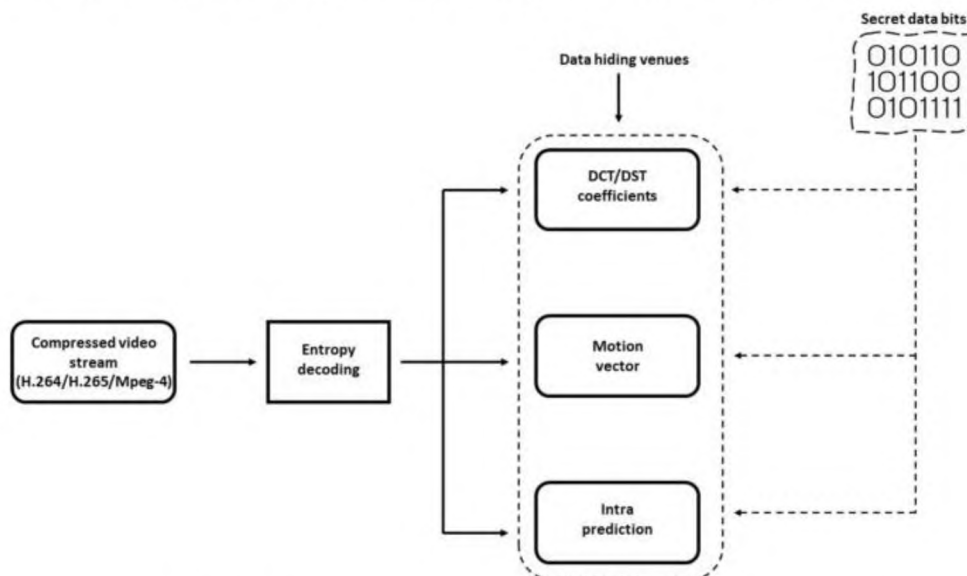 Secret data bits
010110
101100
0101111
Data hiding venues
DCT/DST
coefficients
Compressed video
stream
(H.264/H.265/Mpeg-4)
Entropy
decoding
Motion
vector
Intra
prediction